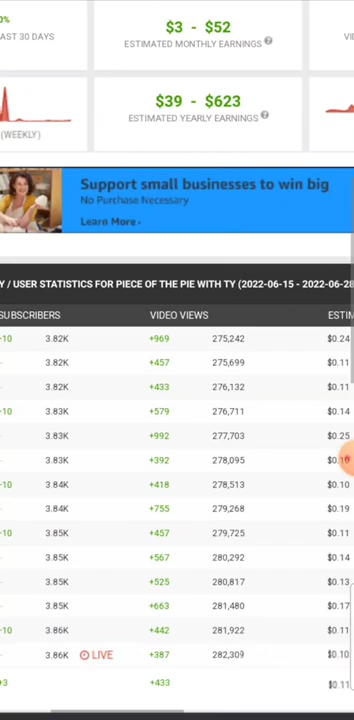 0%
$3 - $52
AST 30 DAYS
ESTIMATED MONTHLY EARNINGS
VID
$39 - $623
ESTIMATED YEARLY EARNINGS
(WEEKLY)
Support small businesses to win big
No Purchase Necessary
Learn More
Y / USER STATISTICS FOR PIECE OF THE PIE WITH TY (2022-06-15 - 2022-06-28
SUBSCRIBERS VIDEO VIEWS ESTI
+10 3.82K +969 275,242 $0.24
- 3.82K +457 275,699 $0.11
- 3.82K +433 276,132 $0.11
+10 3.83K +579 276,711 $0.14
- 3.83K +992 277,703 $0.25
- 3.83K +392 278,095 $0.10
+10 3.84K +418 278,513 $0.10
- 3.84K +755 279,268 $0.19
+10 3.85K +457 279,725 $0.11
- 3.85K +567 280,292 $0.14
- 3.85K +525 280,817 $0.13
- 3.85K +663 281,480 $0.17
+10 3.86K +442 281,922 $0.11
- 3.86K LIVE +387 282,309 $0.10
+3 +433 $0.11